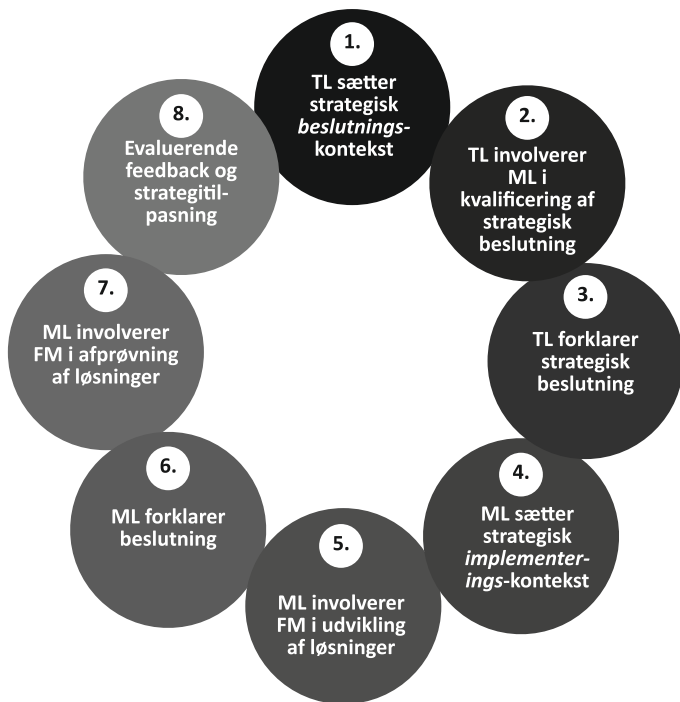 1.
TL sætter
strategisk
beslutnings-
kontekst
2.
TL involverer
ML i
kvalificering af
strategisk
beslutning
3.
TL forklarer
strategisk
beslutning
4.
ML sætter
strategisk
implementer-
ings-kontekst
5.
ML involverer
FM i udvikling
af løsninger
6.
ML forklarer
beslutning
7.
ML involverer
FM i afprøvning
af løsninger
8.
Evaluerende
feedback og
strategitil-
pasning